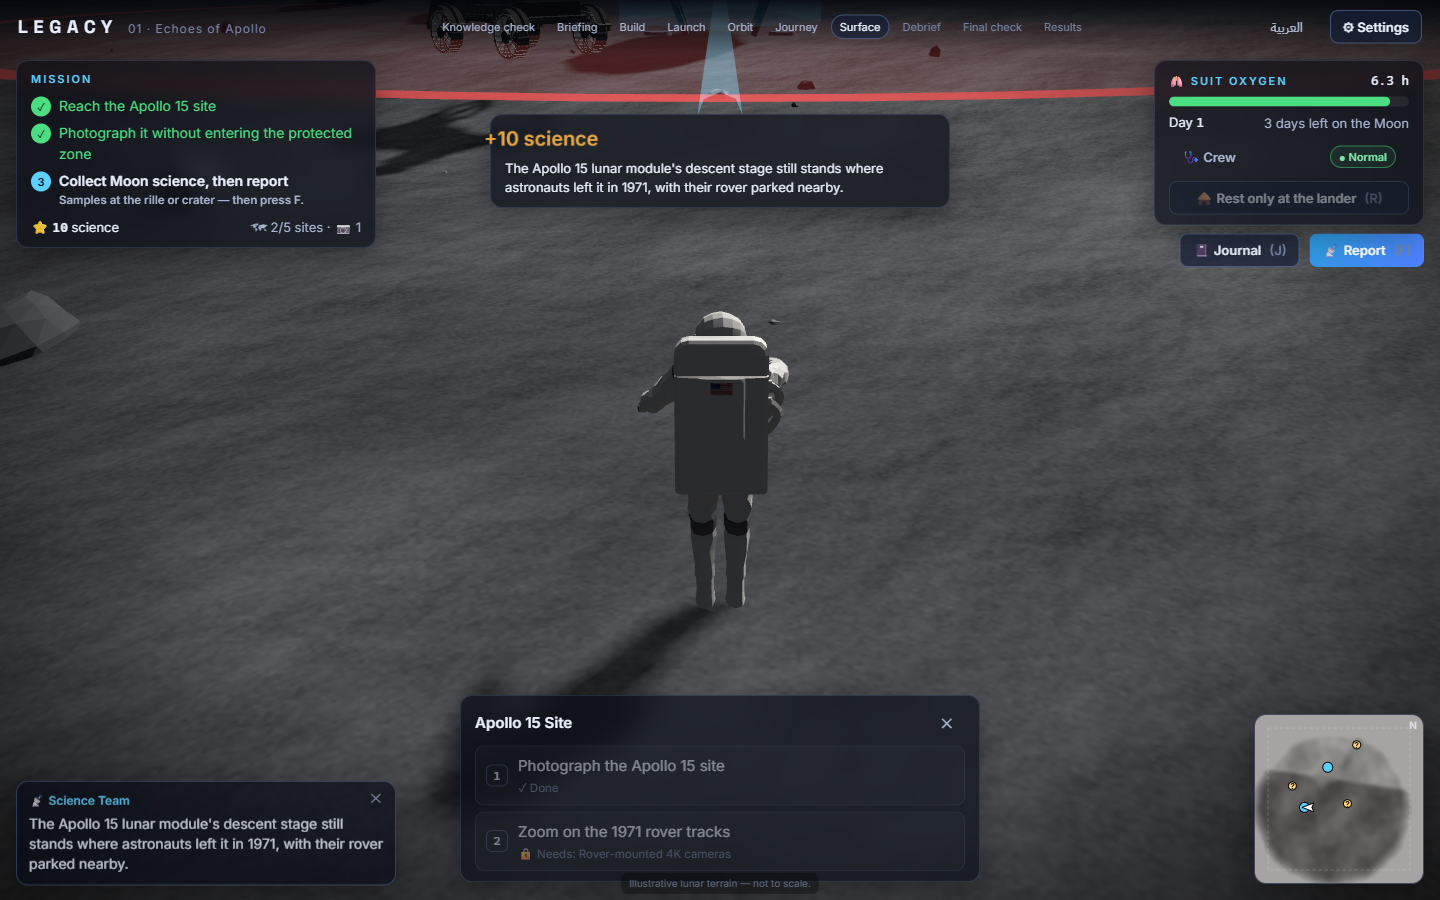 LEGACY 01 · Echoes of Apollo
Knowledge check Briefing Build Launch Orbit Journey Surface Debrief Final check Results
العربية
⚙ Settings
MISSION
✓ Reach the Apollo 15 site
✓ Photograph it without entering the protected
zone
3 Collect Moon science, then report
Samples at the rille or crater — then press F.
10 science
2/5 sites · 1
+10 science
The Apollo 15 lunar module's descent stage still stands where
astronauts left it in 1971, with their rover parked nearby.
SUIT OXYGEN 6.3 h
Day 1 3 days left on the Moon
Crew ● Normal
Rest only at the lander (R)
Journal (J)
Report (F)
Apollo 15 Site ×
1 Photograph the Apollo 15 site
✓ Done
2 Zoom on the 1971 rover tracks
Needs: Rover-mounted 4K cameras
Illustrative lunar terrain — not to scale.
Science Team ×
The Apollo 15 lunar module's descent stage still
stands where astronauts left it in 1971, with their rover
parked nearby.
N
? ? ?